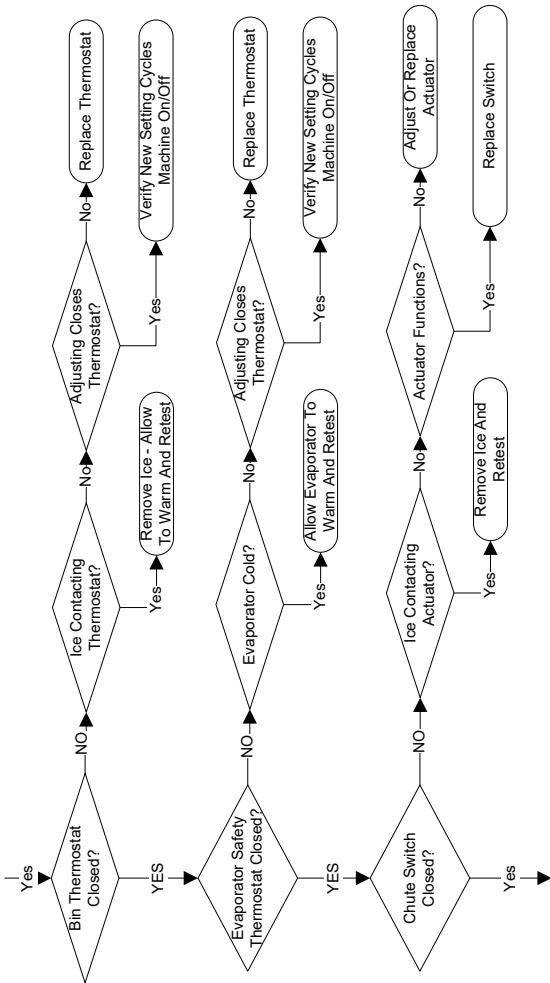 Yes
Bin Thermostat
Closed?
NO
Ice Contacting
Thermostat?
No
Adjusting Closes
Thermostat?
No
Replace Thermostat
Yes
Remove Ice - Allow
To Warm And Retest
Yes
Verify New Setting Cycles
Machine On/Off
YES
Evaporator Safety
Thermostat Closed?
NO
Evaporator Cold?
No
Adjusting Closes
Thermostat?
No
Replace Thermostat
Yes
Allow Evaporator To
Warm And Retest
Yes
Verify New Setting Cycles
Machine On/Off
YES
Chute Switch
Closed?
NO
Ice Contacting
Actuator?
No
Actuator Functions?
No
Adjust Or Replace
Actuator
Yes
Remove Ice And
Retest
Yes
Replace Switch
Yes